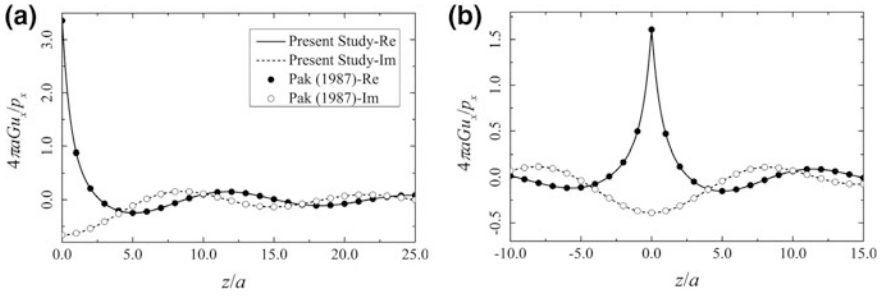 (a)
4πaGuₓ/pₓ
3.0
2.0
1.0
0.0
Present Study-Re
Present Study-Im
Pak (1987)-Re
Pak (1987)-Im
0.0 5.0 10.0 15.0 20.0 25.0
z/a
(b)
4πaGuₓ/pₓ
1.5
1.0
0.5
0.0
-0.5
-10.0 -5.0 0.0 5.0 10.0 15.0
z/a